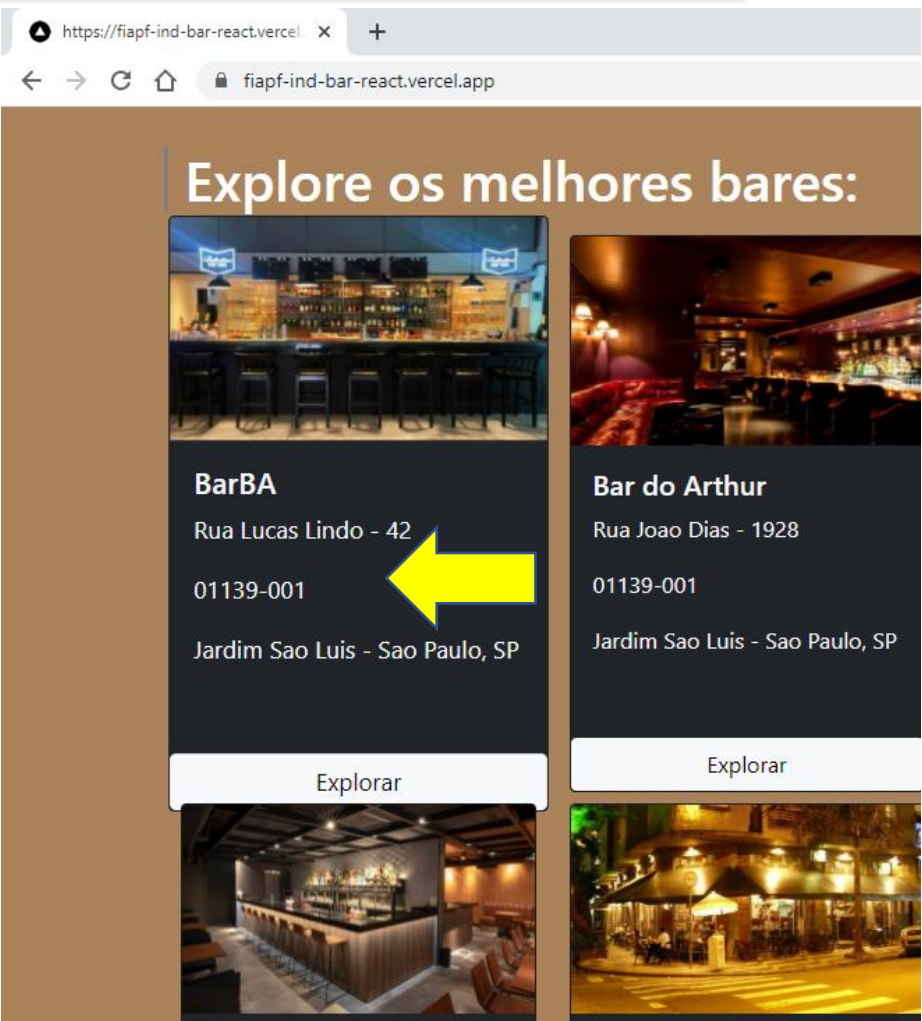 https://fiapf-ind-bar-react.vercel.
fiapf-ind-bar-react.vercel.app
Explore os melhores bares:
BarBA
Rua Lucas Lindo - 42
01139-001
Jardim Sao Luis - Sao Paulo, SP
Explorar
Bar do Arthur
Rua Joao Dias - 1928
01139-001
Jardim Sao Luis - Sao Paulo, SP
Explorar